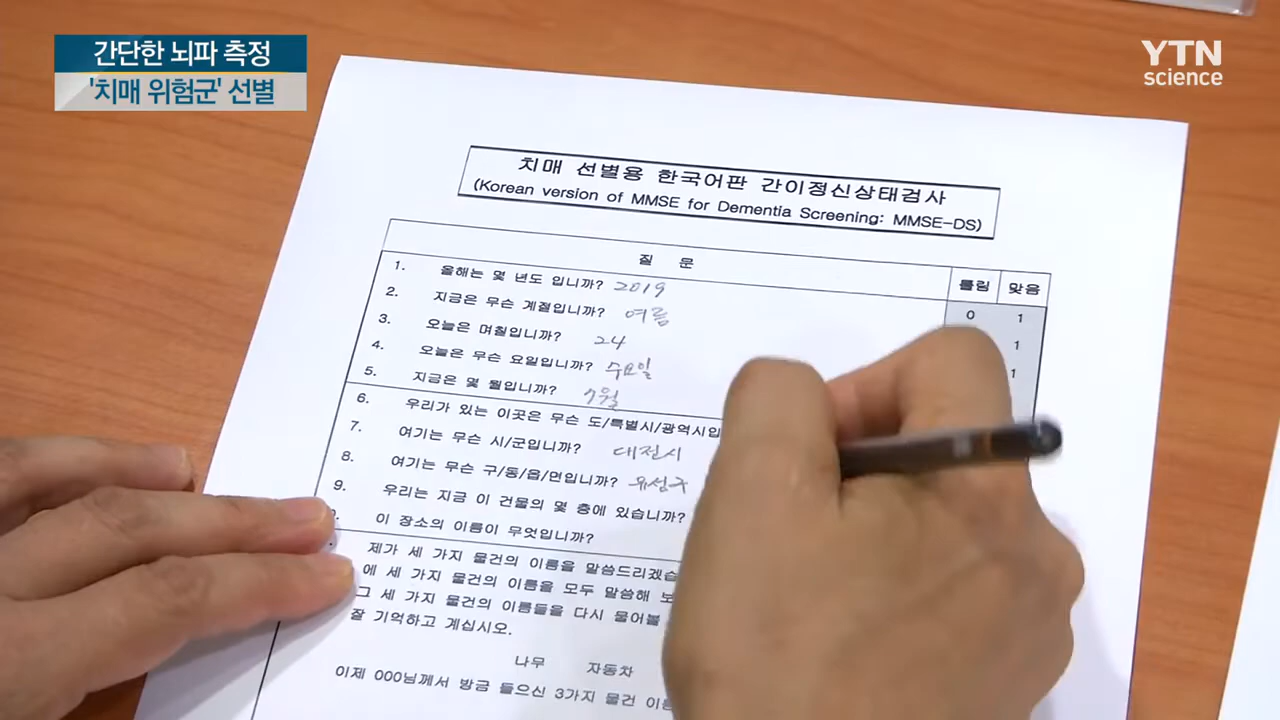 간단한 뇌파 측정
'치매 위험군' 선별
YTN
science
치매 선별용 한국어판 간이정신상태검사
(Korean version of MMSE for Dementia Screening: MMSE-DS)
질 문 틀림 맞음
1. 올해는 몇 년도 입니까? 2019 0 1
2. 지금은 무슨 계절입니까? 여름 1
3. 오늘은 며칠입니까? 24 1
4. 오늘은 무슨 요일입니까? 수요일
5. 지금은 몇 월입니까? 7월
6. 우리가 있는 이곳은 무슨 도/특별시/광역시입
7. 여기는 무슨 시/군입니까? 대전시
8. 여기는 무슨 구/동/읍/면입니까? 유성구
9. 우리는 지금 이 건물의 몇 층에 있습니까?
이 장소의 이름이 무엇입니까?
제가 세 가지 물건의 이름을 말씀드리겠습
에 세 가지 물건의 이름을 모두 말씀해 보
그 세 가지 물건의 이름들을 다시 물어볼
잘 기억하고 계십시오.
나무 자동차
이제 000님께서 방금 들으신 3가지 물건 이름